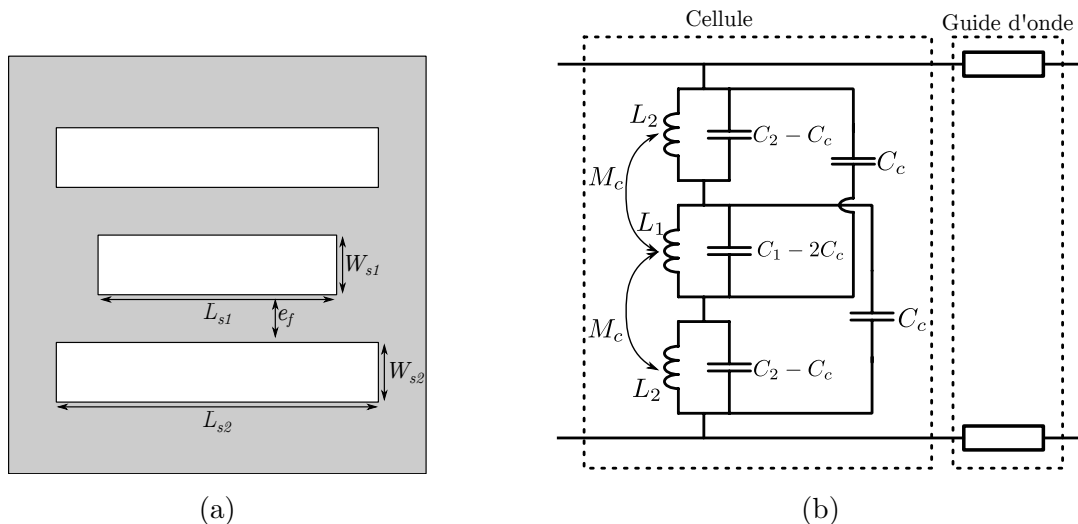 Cellule
Guide d'onde
L_2
C_2 − C_c
C_c
M_c
L_1
W_{s1}
C_1 − 2C_c
L_{s1}
e_f
C_c
M_c
W_{s2}
C_2 − C_c
L_2
L_{s2}
(a)
(b)